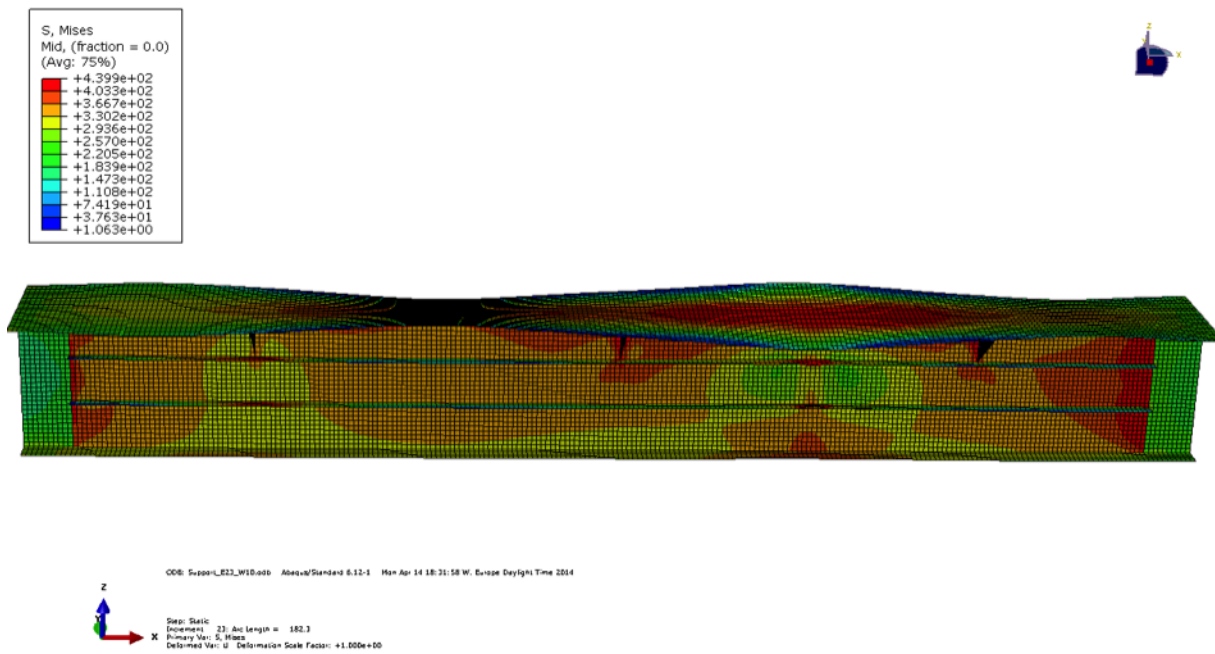 S, Mises
Mid, (fraction = 0.0)
(Avg: 75%)
+4.399e+02
+4.033e+02
+3.667e+02
+3.302e+02
+2.936e+02
+2.570e+02
+2.205e+02
+1.839e+02
+1.473e+02
+1.108e+02
+7.419e+01
+3.763e+01
+1.063e+00
Z
X
ODB: Support_E23_W10.odb Abaqus/Standard 6.12-1 Mon Apr 14 18:31:58 W. Europe Daylight Time 2014
Z
Y
X
Step: Static
Increment 23: Arc Length = 182.3
Primary Var: S, Mises
Deformed Var: U Deformation Scale Factor: +1.000e+00